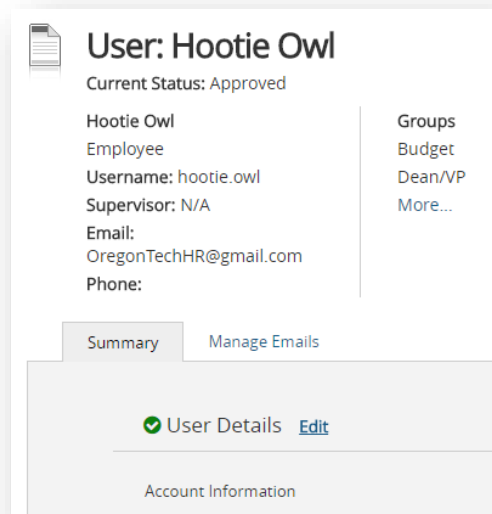 User: Hootie Owl
Current Status: Approved
Hootie Owl
Employee
Username: hootie.owl
Supervisor: N/A
Email:
OregonTechHR@gmail.com
Phone:
Groups
Budget
Dean/VP
More...
Summary
Manage Emails
User Details Edit
Account Information